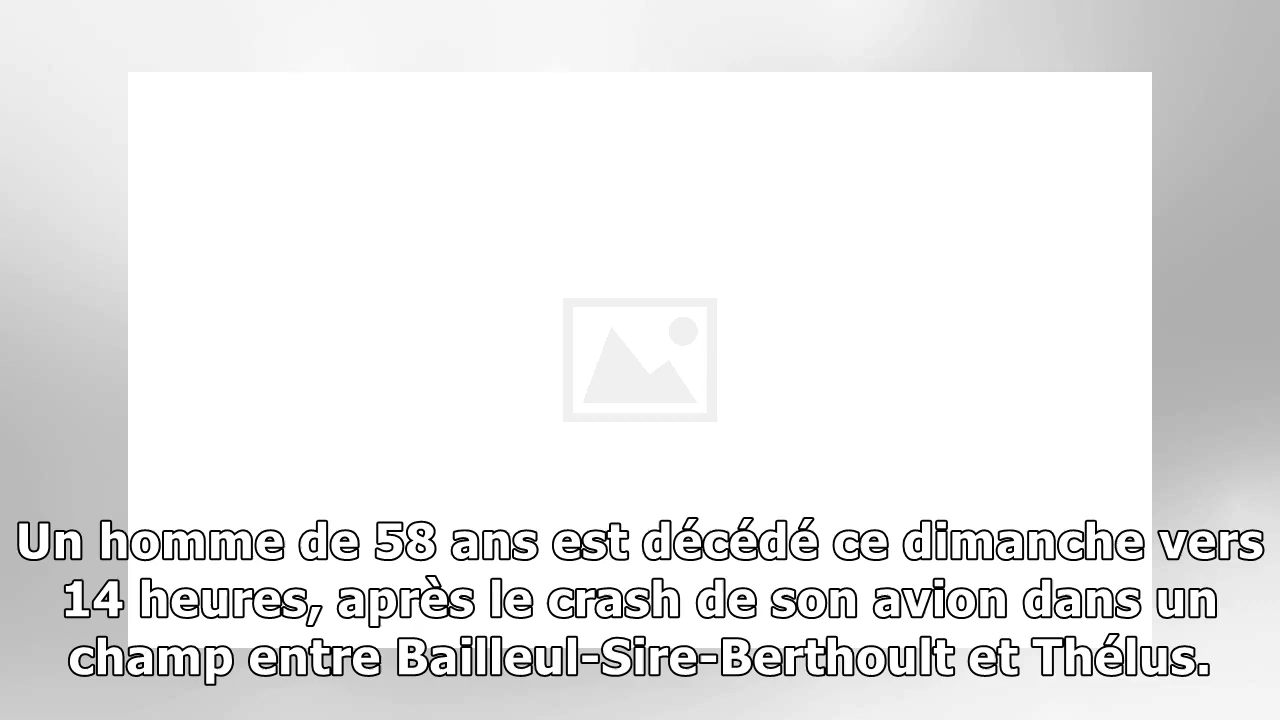 Un homme de 58 ans est décédé ce dimanche vers
14 heures, après le crash de son avion dans un
champ entre Bailleul-Sire-Berthoult et Thélus.